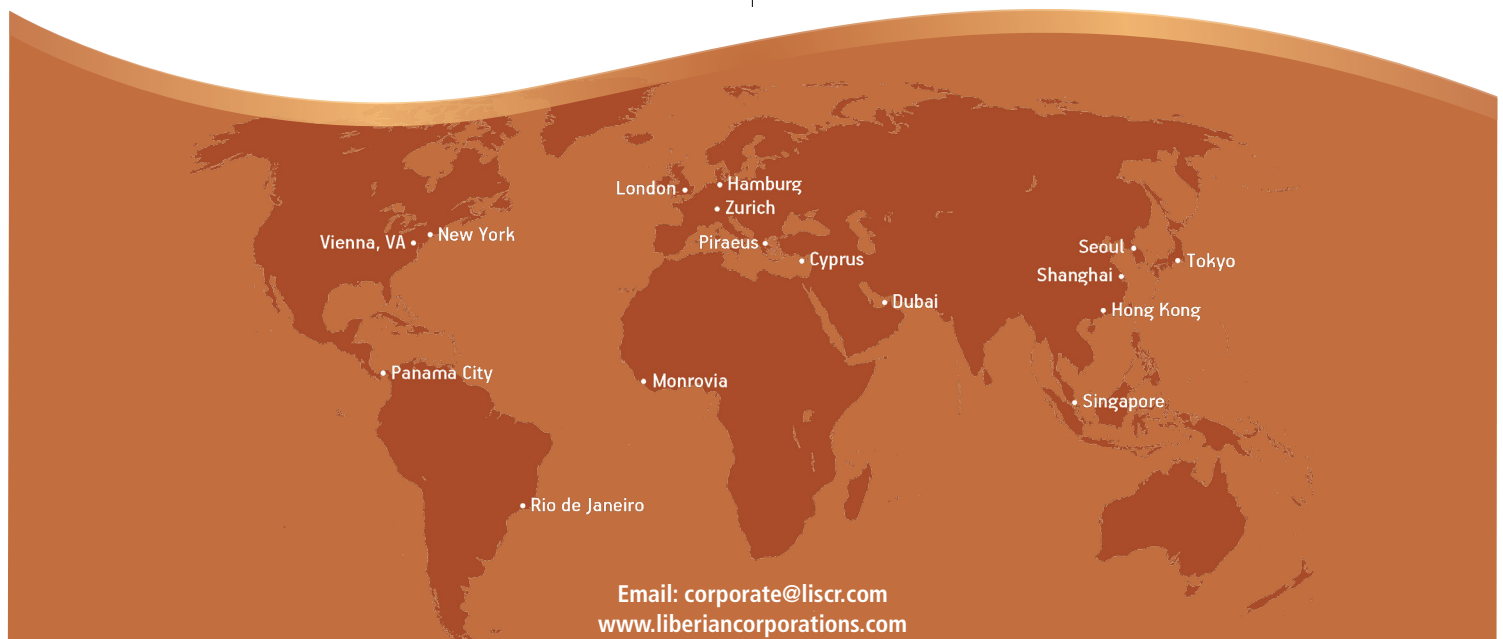 London
Hamburg
Zurich
Vienna, VA
New York
Piraeus
Cyprus
Seoul
Tokyo
Shanghai
Dubai
Hong Kong
Panama City
Monrovia
Singapore
Rio de Janeiro
Email: corporate@liscr.com
www.liberiancorporations.com